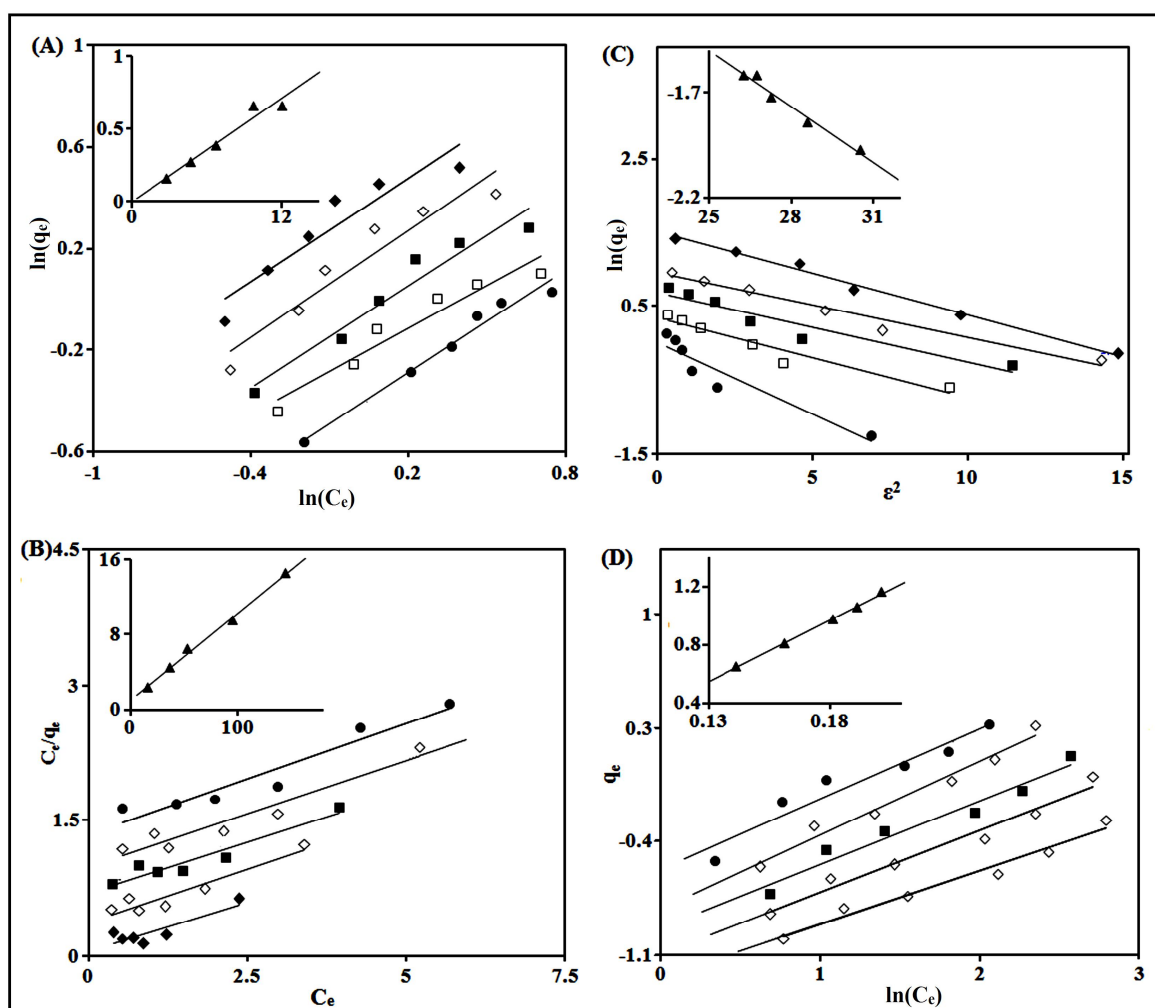 (A)
1
0.6
0.2
-0.2
-0.6
ln(qe)
-1 -0.4 0.2 0.8
ln(Ce)
1
0.5
0
0 12
(C)
2.5
0.5
-1.5
ln(qe)
0 5 10 15
ε²
-1.7
-2.2
25 28 31
(B)
4.5
3
1.5
0
Ce/qe
0 2.5 5 7.5
Ce
16
8
0
0 100
(D)
1
0.3
-0.4
-1.1
qe
0 1 2 3
ln(Ce)
1.2
0.8
0.4
0.13 0.18